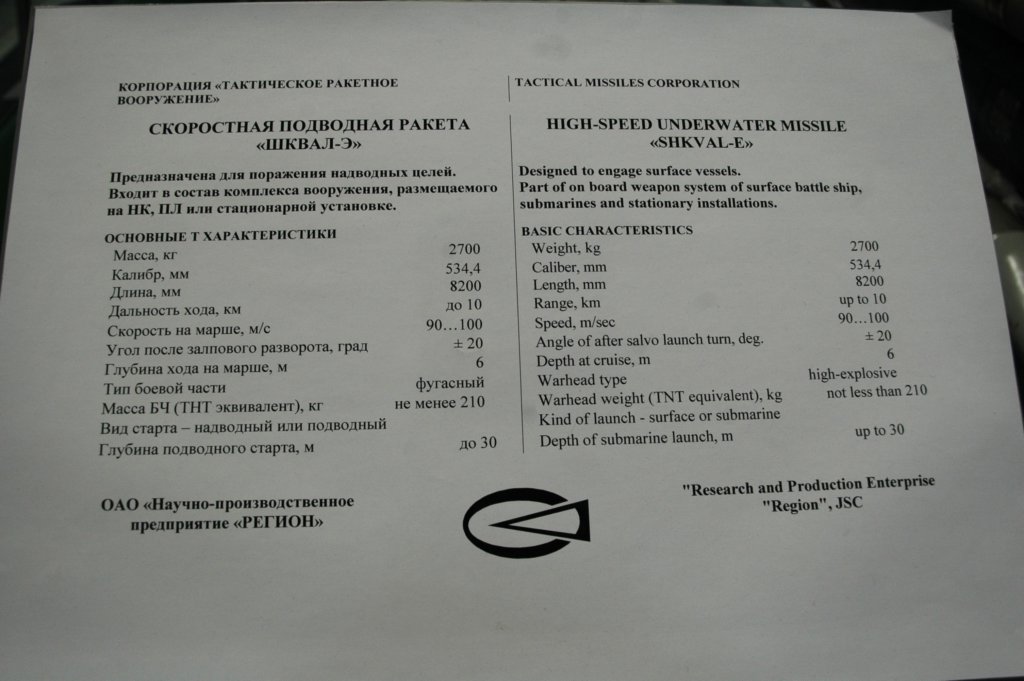 КОРПОРАЦИЯ «ТАКТИЧЕСКОЕ РАКЕТНОЕ
ВООРУЖЕНИЕ»
СКОРОСТНАЯ ПОДВОДНАЯ РАКЕТА
«ШКВАЛ-Э»
Предназначена для поражения надводных целей.
Входит в состав комплекса вооружения, размещаемого
на НК, ПЛ или стационарной установке.
ОСНОВНЫЕ Т ХАРАКТЕРИСТИКИ
Масса, кг 2700
Калибр, мм 534,4
Длина, мм 8200
Дальность хода, км до 10
Скорость на марше, м/с 90…100
Угол после залпового разворота, град ± 20
Глубина хода на марше, м 6
Тип боевой части фугасный
Масса БЧ (ТНТ эквивалент), кг не менее 210
Вид старта – надводный или подводный
Глубина подводного старта, м до 30
ОАО «Научно-производственное
предприятие «РЕГИОН»
TACTICAL MISSILES CORPORATION
HIGH-SPEED UNDERWATER MISSILE
«SHKVAL-E»
Designed to engage surface vessels.
Part of on board weapon system of surface battle ship,
submarines and stationary installations.
BASIC CHARACTERISTICS
Weight, kg 2700
Caliber, mm 534,4
Length, mm 8200
Range, km up to 10
Speed, m/sec 90…100
Angle of after salvo launch turn, deg. ± 20
Depth at cruise, m 6
Warhead type high-explosive
Warhead weight (TNT equivalent), kg not less than 210
Kind of launch - surface or submarine
Depth of submarine launch, m up to 30
"Research and Production Enterprise
"Region", JSC